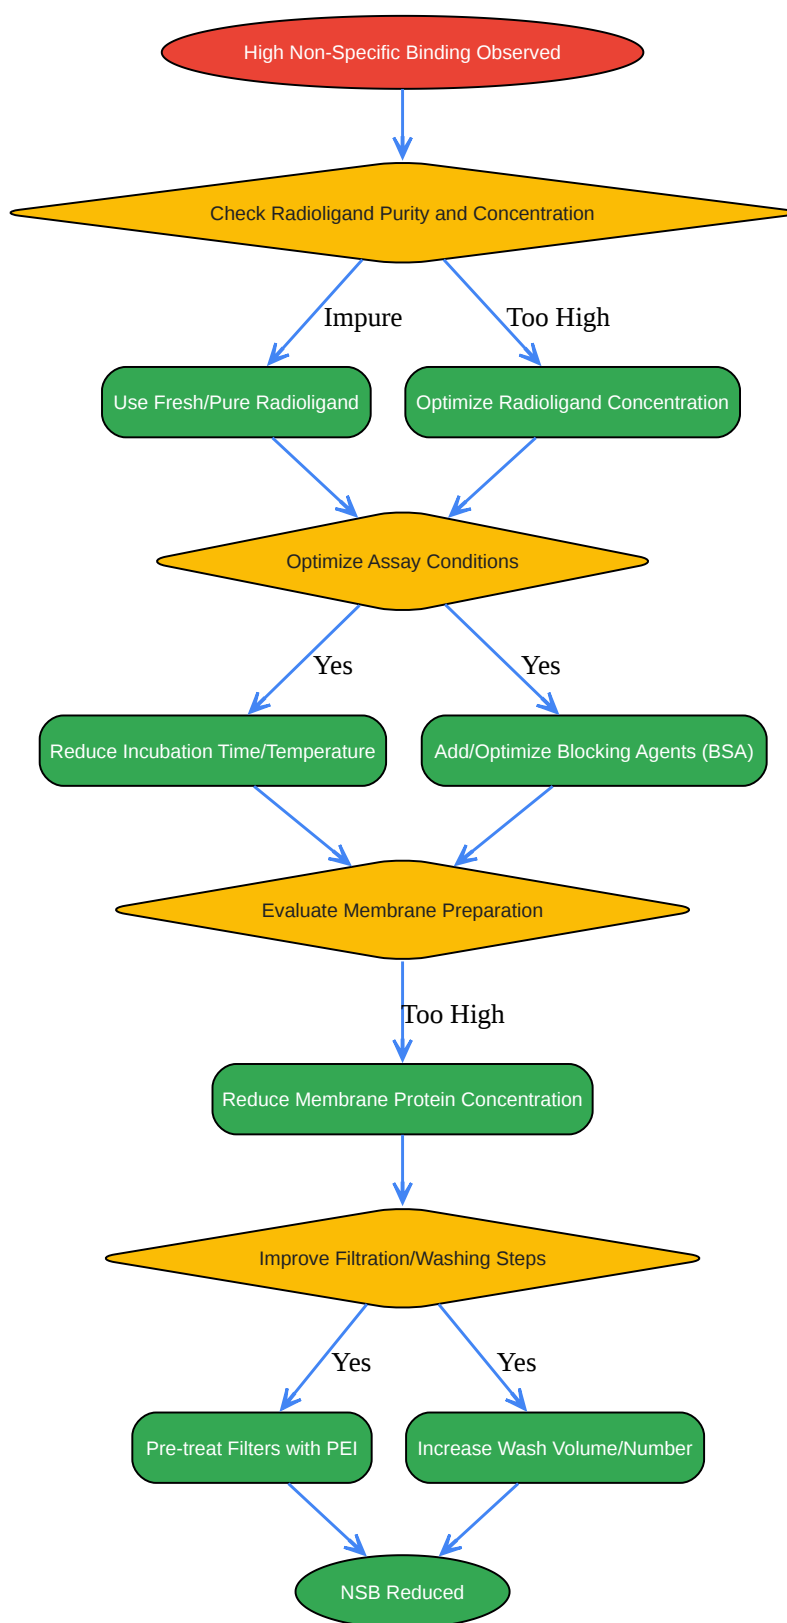 High Non-Specific Binding Observed
Check Radioligand Purity and Concentration
Impure
Too High
Use Fresh/Pure Radioligand
Optimize Radioligand Concentration
Optimize Assay Conditions
Yes
Yes
Reduce Incubation Time/Temperature
Add/Optimize Blocking Agents (BSA)
Evaluate Membrane Preparation
Too High
Reduce Membrane Protein Concentration
Improve Filtration/Washing Steps
Yes
Yes
Pre-treat Filters with PEI
Increase Wash Volume/Number
NSB Reduced